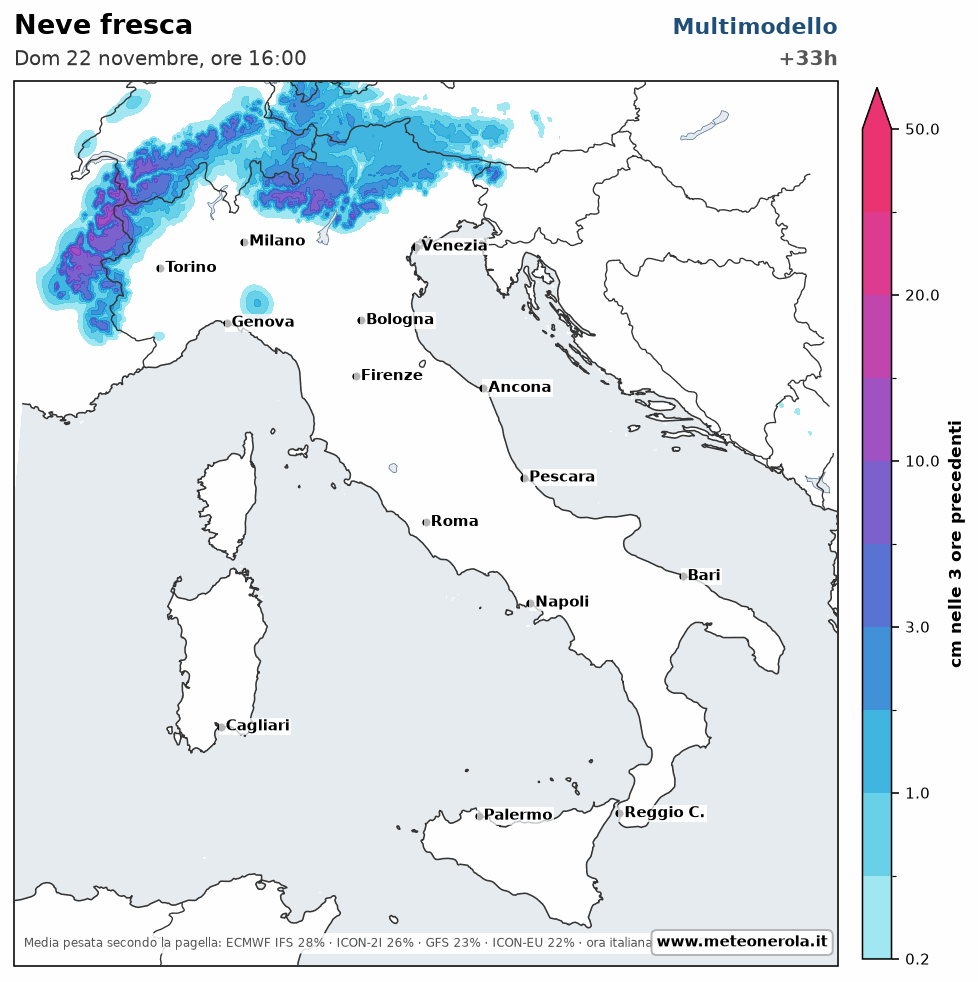 Neve fresca
Multimodello
Dom 22 novembre, ore 16:00
+33h
50.0
20.0
10.0
3.0
1.0
0.2
cm nelle 3 ore precedenti
Milano
Venezia
Torino
Genova
Bologna
Firenze
Ancona
Pescara
Roma
Bari
Napoli
Cagliari
Palermo
Reggio C.
Media pesata secondo la pagella: ECMWF IFS 28% · ICON-2I 26% · GFS 23% · ICON-EU 22% · ora italiana
www.meteonerola.it